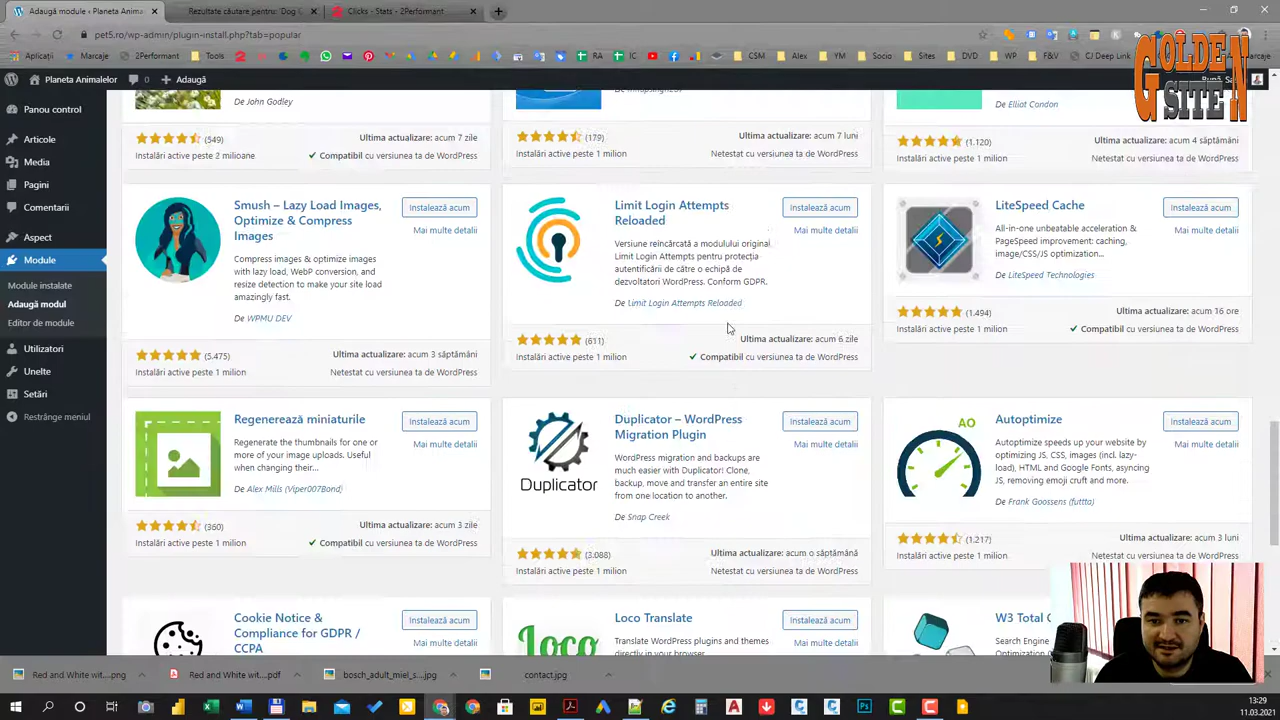 Adaugă module ‹ Planeta Anima
Rezultate căutare pentru: 'Dog C
Clicks - Stats - 2Performant
pet5.ro/wp-admin/plugin-install.php?tab=popular
Aplicații
Marcaje
2Performant
Tools
RA
IC
CSM
Alex
YM
Socio
Sites
DVD
WP
F&V
CJ Deep Link
GOLDEN
SITE
Planeta Animalelor
0
Adaugă
Panou control
Articole
Media
Pagini
Comentarii
Aspect
Module
Module instalate
Adaugă modul
Editor de module
Utilizatori
Unelte
Setări
Restrânge meniul
De John Godley
(549)
Ultima actualizare: acum 7 zile
Instalări active peste 2 milioane
Compatibil cu versiunea ta de WordPress
(179)
Ultima actualizare: acum 7 luni
Instalări active peste 1 milion
Netestat cu versiunea ta de WordPress
De Elliot Condon
(1.120)
Ultima actualizare: acum 4 săptămâni
Instalări active peste 1 milion
Netestat cu versiunea ta de WordPress
Smush – Lazy Load Images,
Optimize & Compress
Images
Instalează acum
Mai multe detalii
Compress images & optimize images
with lazy load, WebP conversion, and
resize detection to make your site load
amazingly fast.
De WPMU DEV
(5.475)
Ultima actualizare: acum 3 săptămâni
Instalări active peste 1 milion
Netestat cu versiunea ta de WordPress
Limit Login Attempts
Reloaded
Instalează acum
Mai multe detalii
Versiune reîncărcată a modulului original
Limit Login Attempts pentru protecția
autentificării de către o echipă de
dezvoltatori WordPress. Conform GDPR.
De Limit Login Attempts Reloaded
(611)
Ultima actualizare: acum 6 zile
Instalări active peste 1 milion
Compatibil cu versiunea ta de WordPress
LiteSpeed Cache
Instalează acum
Mai multe detalii
All-in-one unbeatable acceleration &
PageSpeed improvement: caching,
image/CSS/JS optimization...
De LiteSpeed Technologies
(1.494)
Ultima actualizare: acum 16 ore
Instalări active peste 1 milion
Compatibil cu versiunea ta de WordPress
Regenerează miniaturile
Instalează acum
Mai multe detalii
Regenerate the thumbnails for one or
more of your image uploads. Useful
when changing their...
De Alex Mills (Viper007Bond)
(360)
Ultima actualizare: acum 3 zile
Instalări active peste 1 milion
Compatibil cu versiunea ta de WordPress
Duplicator
Duplicator – WordPress
Migration Plugin
Instalează acum
Mai multe detalii
WordPress migration and backups are
much easier with Duplicator! Clone,
backup, move and transfer an entire site
from one location to another.
De Snap Creek
(3.088)
Ultima actualizare: acum o săptămână
Instalări active peste 1 milion
Netestat cu versiunea ta de WordPress
AO
Autoptimize
Instalează acum
Mai multe detalii
Autoptimize speeds up your website by
optimizing JS, CSS, images (incl. lazy-
load), HTML and Google Fonts, asyncing
JS, removing emoji cruft and more.
De Frank Goossens (futtta)
(1.217)
Ultima actualizare: acum 3 luni
Instalări active peste 1 milion
Netestat cu versiunea ta de WordPress
Cookie Notice &
Compliance for GDPR /
CCPA
Instalează acum
Mai multe detalii
Loco
Loco Translate
Instalează acum
Mai multe detalii
Translate WordPress plugins and themes
directly in your browser
W3 Total C
Instalează acum
Mai multe detalii
Search Engine
Optimization (
Red and White wit....png
Red and White wit....pdf
bosch_adult_miel_s....jpg
contact.jpg
13:29
11.03.2021